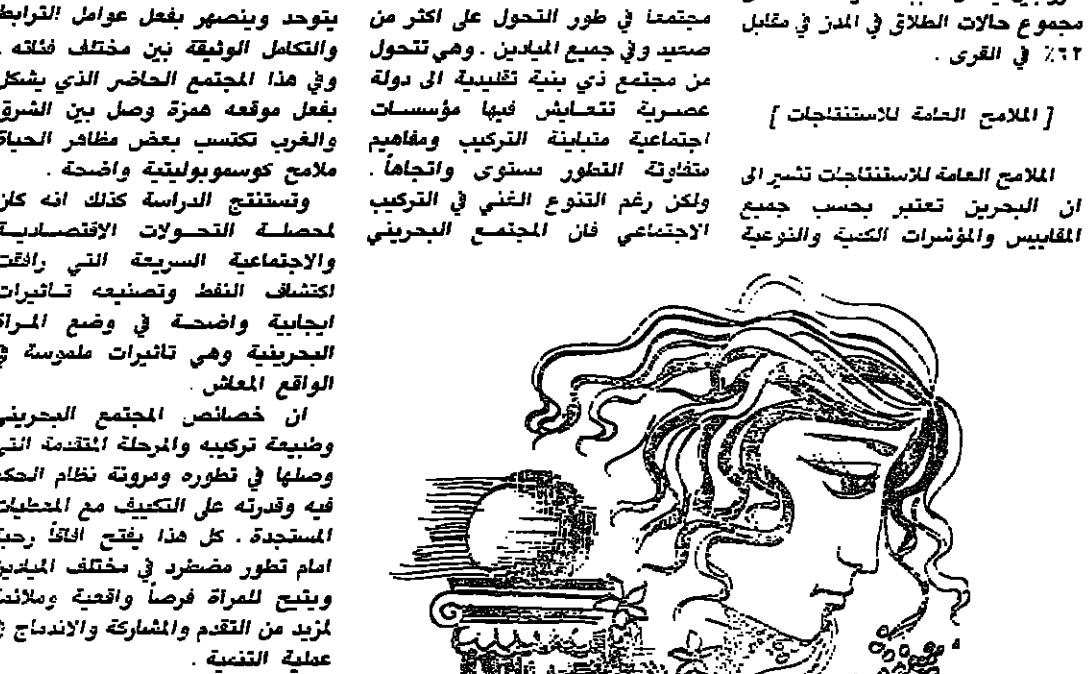 مجموع حالات الطلاق في المدن في مقابل
٦٢٪ في القرى .
[ الملامح العامة للاستنتاجات ]
الملامح العامة للاستنتاجات تشير الى
ان البحرين تعتبر بحسب جميع
المقاييس والمؤشرات الكمية والنوعية
مجتمعا في طور التحول على اكثر من
صعيد وفي جميع الميادين . وهي تتحول
من مجتمع ذي بنية تقليدية الى دولة
عصرية تتعايش فيها مؤسسات
اجتماعية متباينة التركيب ومفاهيم
متفاوتة التطور مستوى واتجاهاً .
ولكن رغم التنوع الغني في التركيب
الاجتماعي فان المجتمع البحريني
يتوحد وينصهر بفعل عوامل الترابط
والتكامل الوثيقة بين مختلف فئاته .
وفي هذا المجتمع الحاضر الذي يشكل
بفعل موقعه همزة وصل بين الشرق
والغرب تكتسب بعض مظاهر الحياة
ملامح كوسموبوليتية واضحة .
وتستنتج الدراسة كذلك انه كان
لمحصلة التحولات الاقتصادية
والاجتماعية السريعة التي رافقت
اكتشاف النفط وتصنيعه تاثيرات
ايجابية واضحة في وضع المراة
البحرينية وهي تاثيرات ملموسة في
الواقع المعاش .
ان خصائص المجتمع البحريني
وطبيعة تركيبه والمرحلة المتقدمة التي
وصلها في تطوره ومرونة نظام الحكم
فيه وقدرته على التكييف مع المعطيات
المستجدة . كل هذا يفتح افاقاً رحبة
امام تطور مضطرد في مختلف الميادين
ويتيح للمراة فرصاً واقعية وملائمة
لمزيد من التقدم والمشاركة والاندماج في
عملية التنمية .